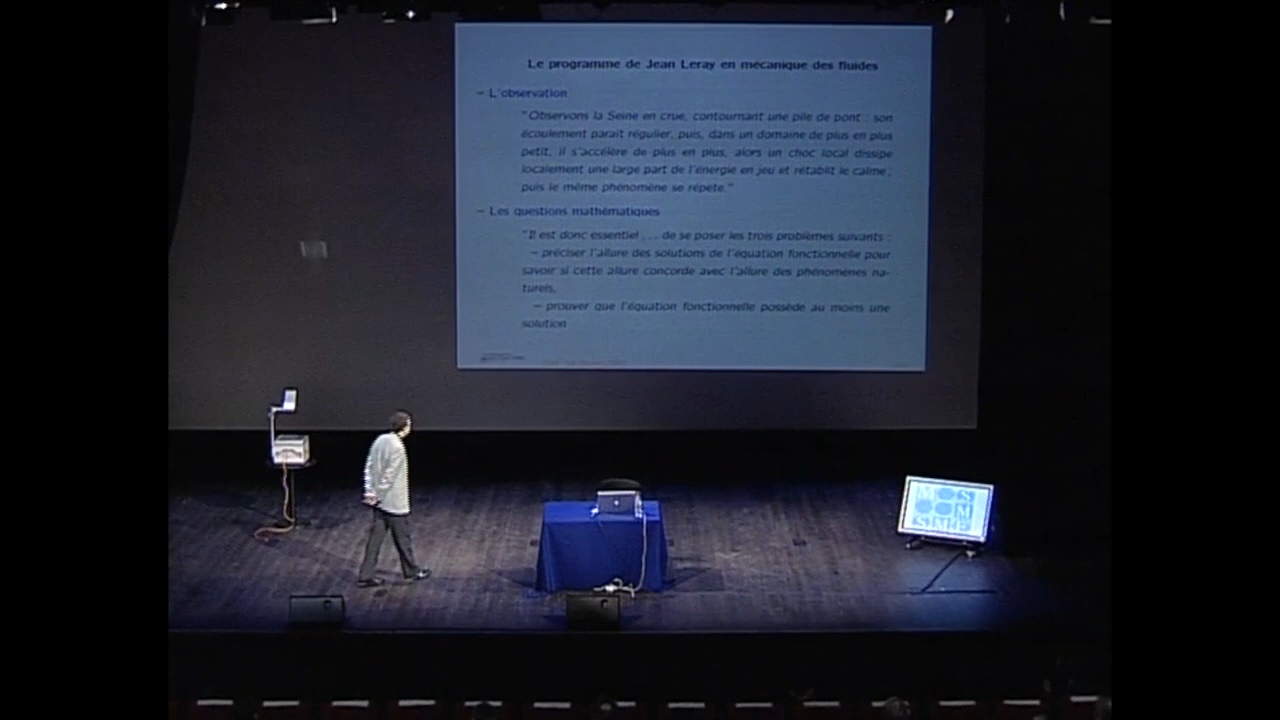 Le programme de Jean Leray en mécanique des fluides
– L'observation
"Observons la Seine en crue, contournant une pile de pont : son
écoulement paraît régulier, puis, dans un domaine de plus en plus
petit, il s'accélère de plus en plus, alors un choc local dissipe
localement une large part de l'énergie en jeu et rétablit le calme ;
puis le même phénomène se répète."
– Les questions mathématiques
"Il est donc essentiel ... de se poser les trois problèmes suivants :
– préciser l'allure des solutions de l'équation fonctionnelle pour
savoir si cette allure concorde avec l'allure des phénomènes na-
turels,
– prouver que l'équation fonctionnelle possède au moins une
solution